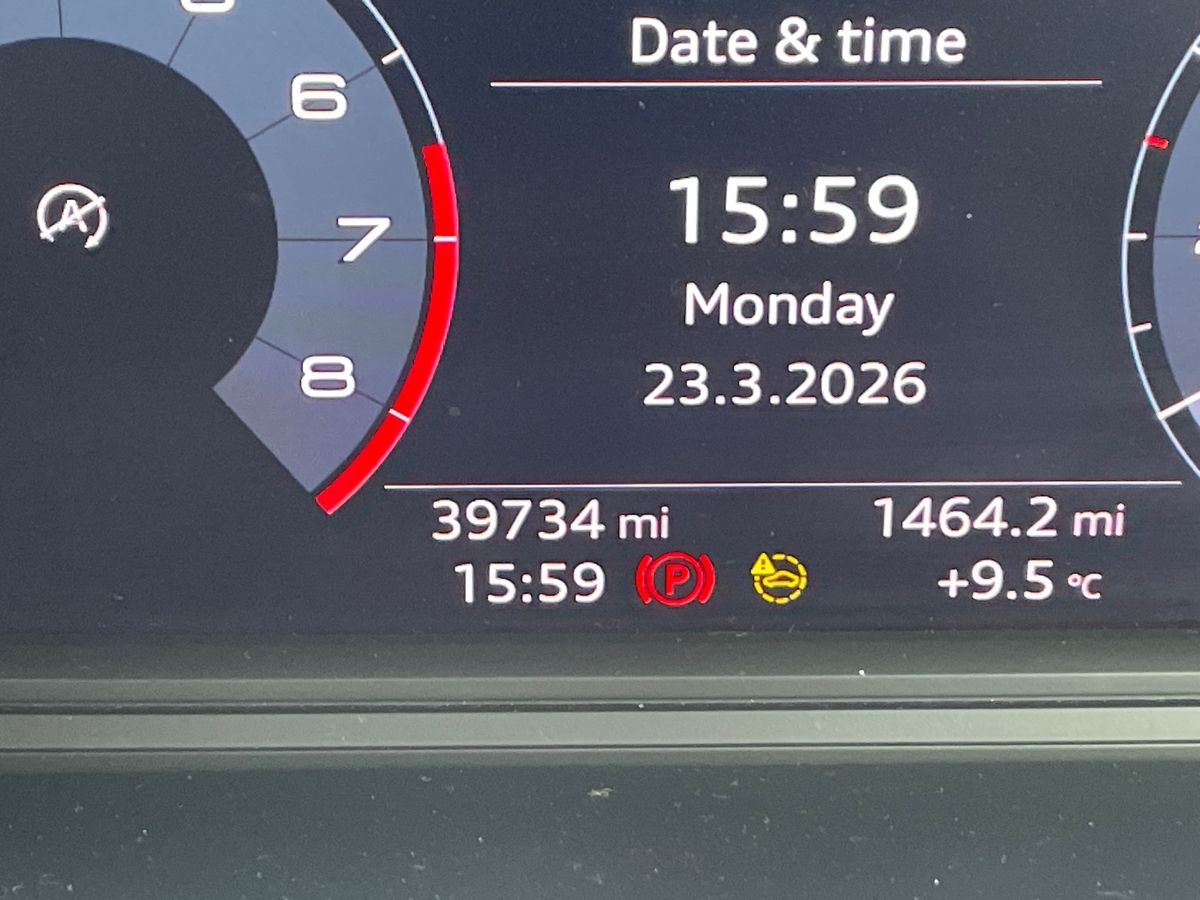 Date & time
6
A
7
15:59
Monday
8
23.3.2026
39734 mi 1464.2 mi
15:59 P +9.5 °C